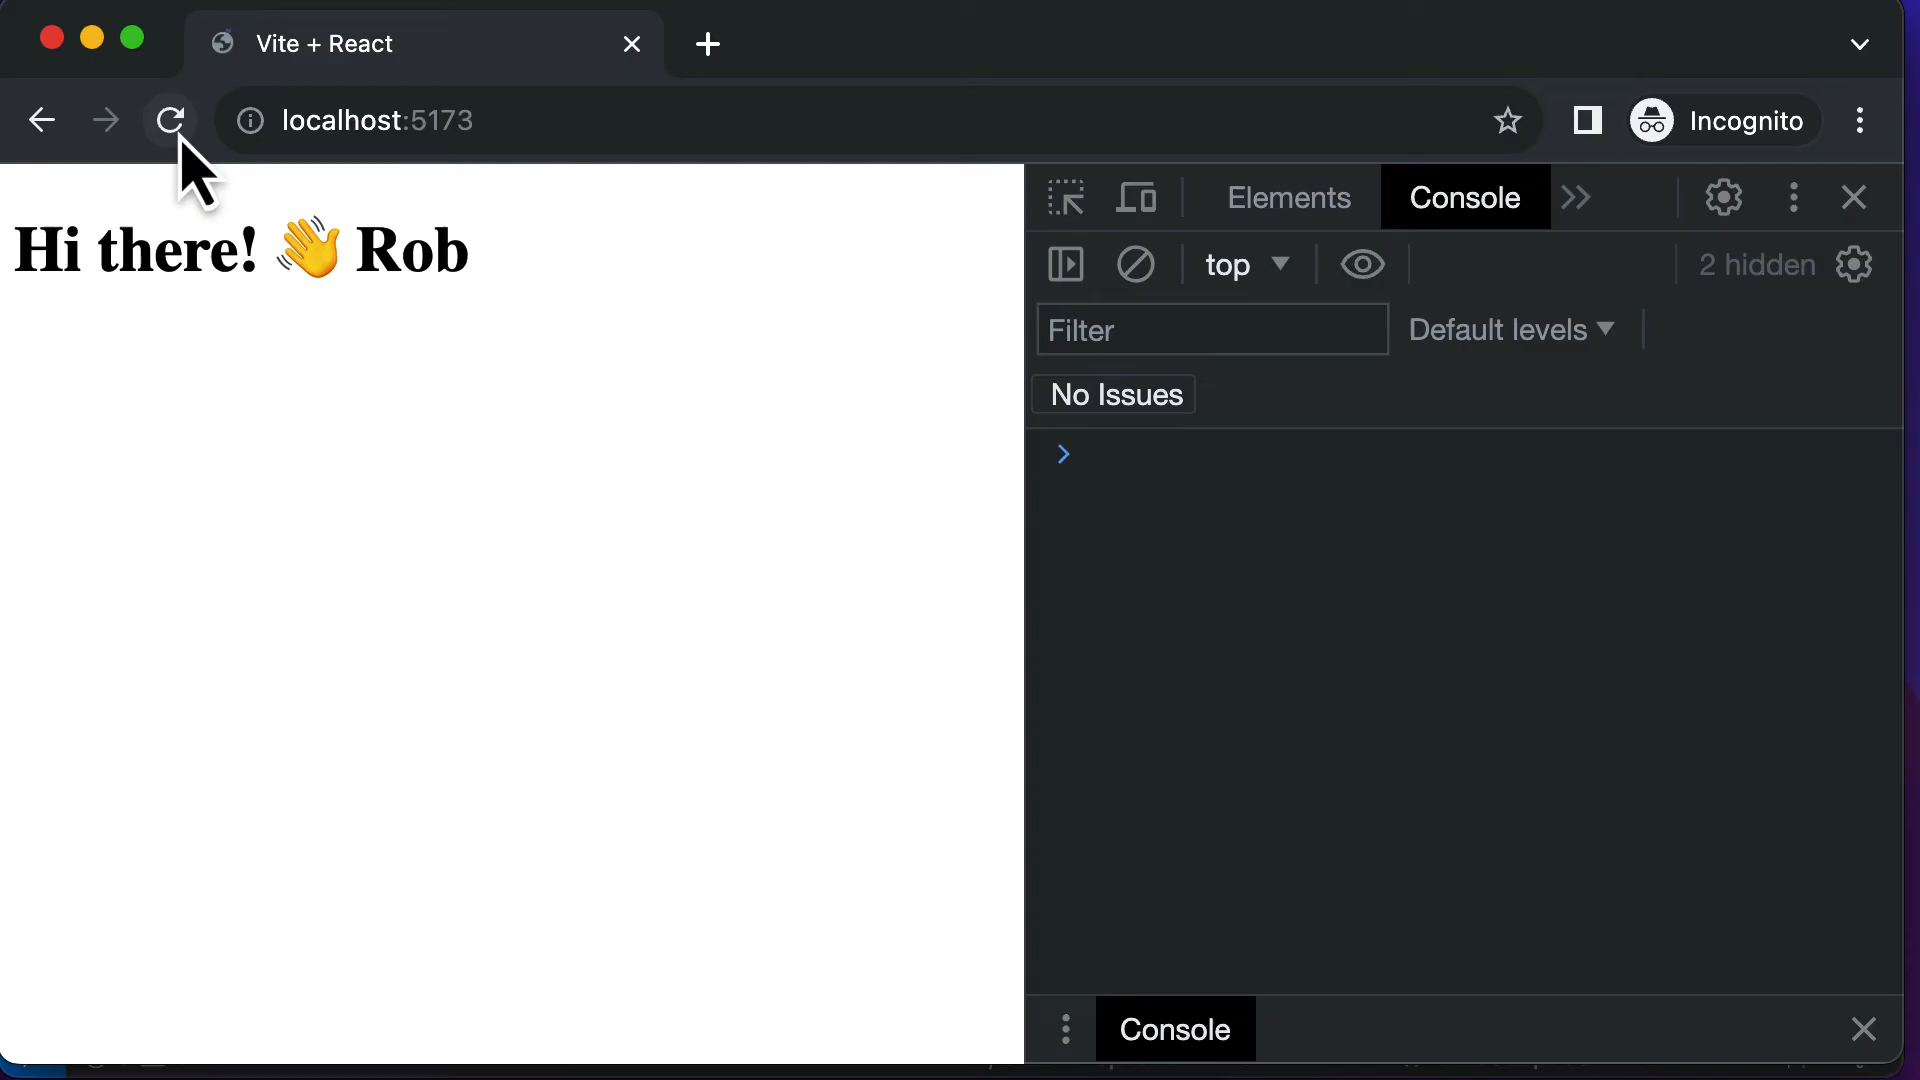 Vite + React
localhost:5173
Incognito
Hi there! 👋 Rob
Elements
Console
top
2 hidden
Filter
Default levels
No Issues
Console